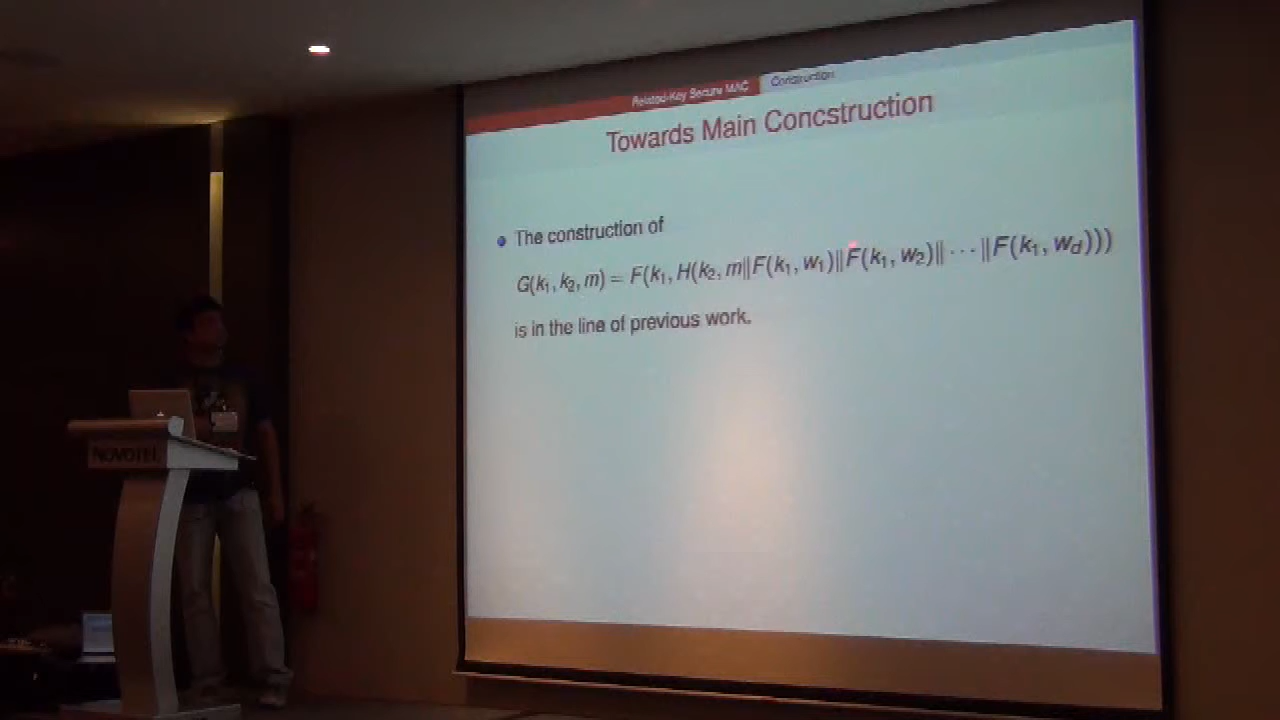 Related-Key Secure MAC Construction
Towards Main Concstruction
The construction of
G(k₁, k₂, m) = F(k₁, H(k₂, m‖F(k₁, w₁)‖F(k₁, w₂)‖ ⋯ ‖F(k₁, w_d)))
is in the line of previous work.
NOVOTEL